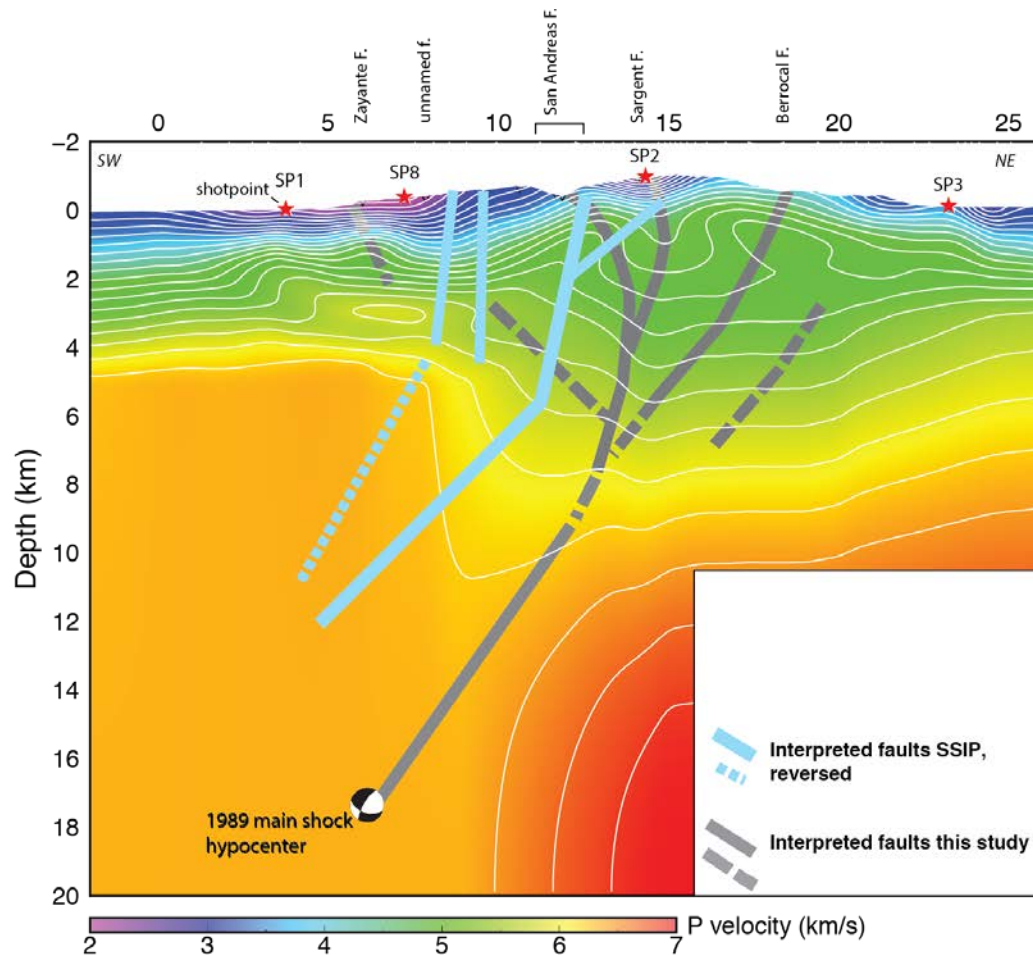 Zayante F.
unnamed f.
San Andreas F.
Sargent F.
Berrocal F.
0 5 10 15 20 25
SW
NE
SP1
SP8
SP2
SP3
shotpoint
–2
0
2
4
6
8
10
12
14
16
18
20
Depth (km)
1989 main shock
hypocenter
Interpreted faults SSIP,
reversed
Interpreted faults this study
2 3 4 5 6 7
P velocity (km/s)